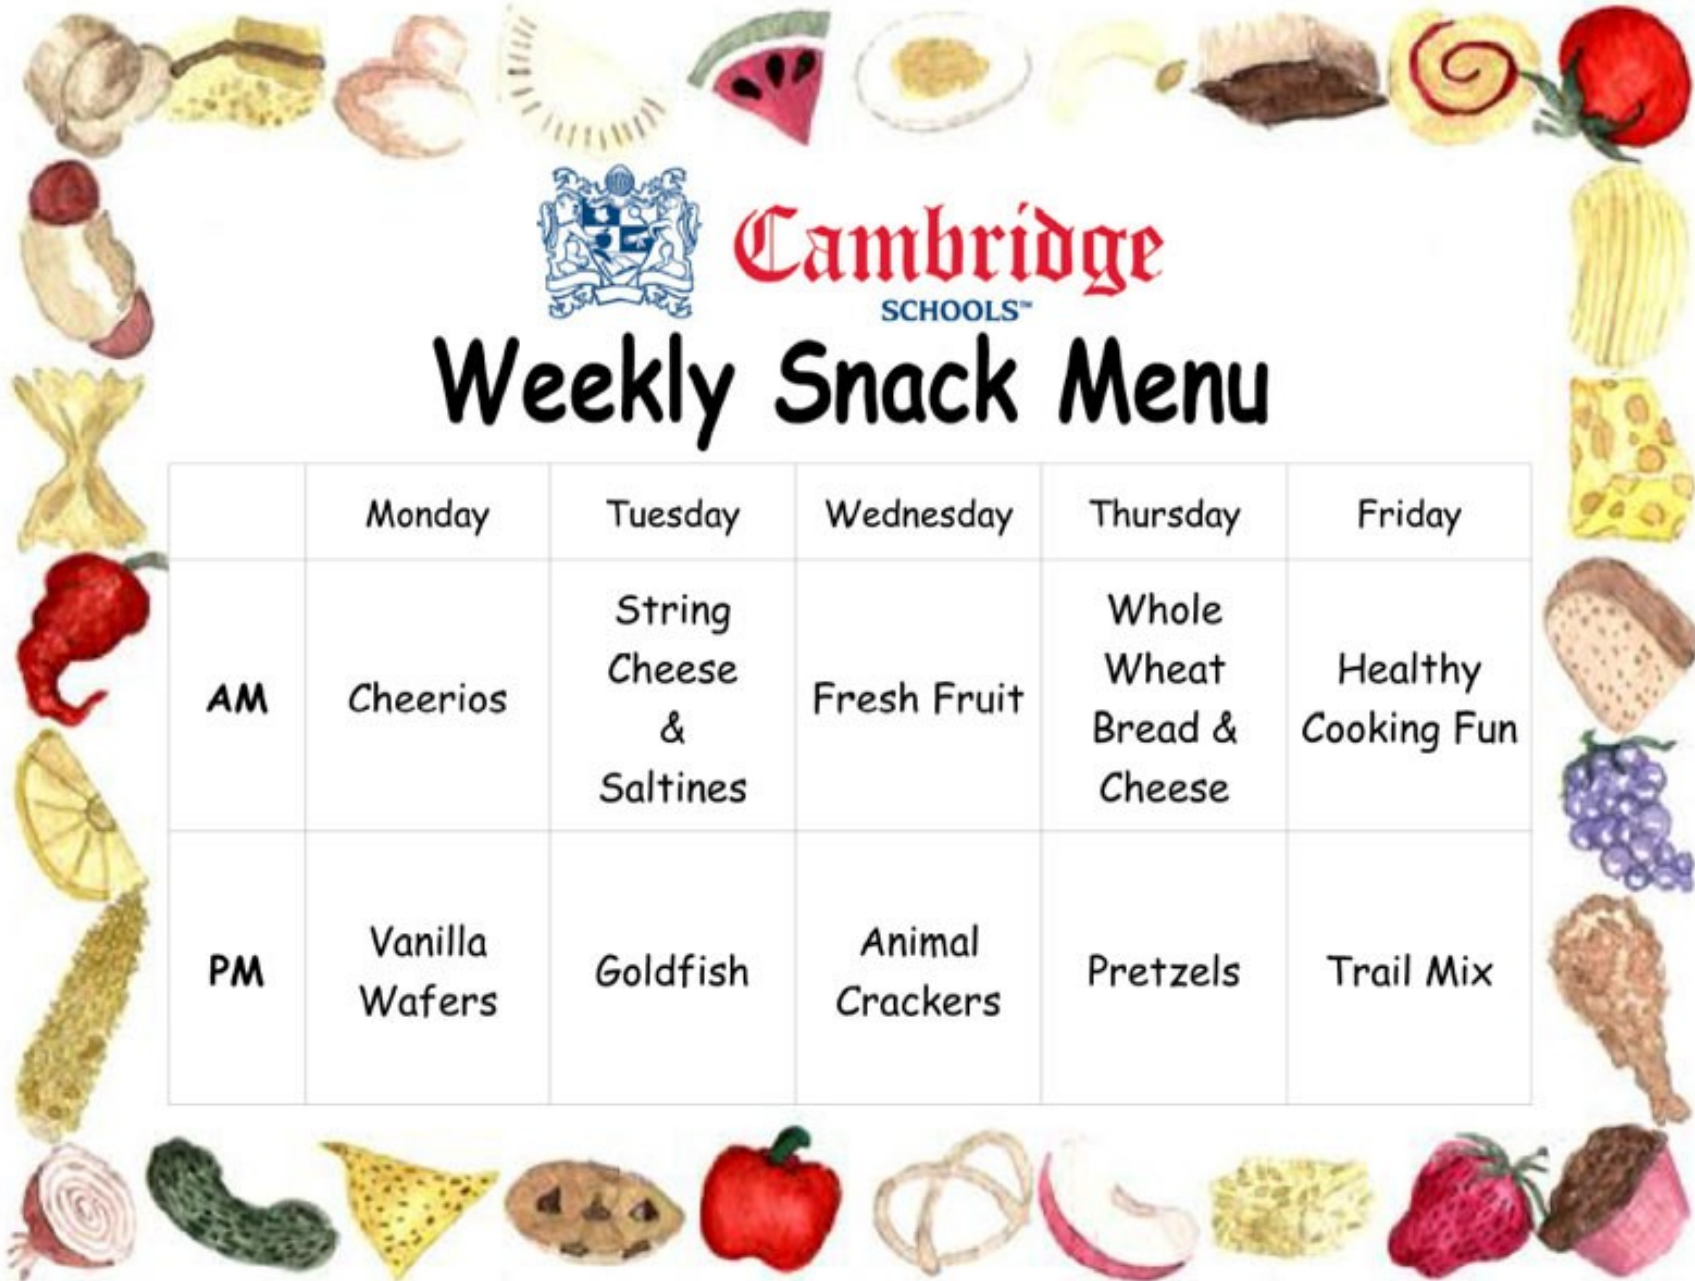 Cambridge
SCHOOLS™
Weekly Snack Menu
Monday Tuesday Wednesday Thursday Friday
AM
Cheerios
String
Cheese
&
Saltines
Fresh Fruit
Whole
Wheat
Bread &
Cheese
Healthy
Cooking Fun
PM
Vanilla
Wafers
Goldfish
Animal
Crackers
Pretzels
Trail Mix